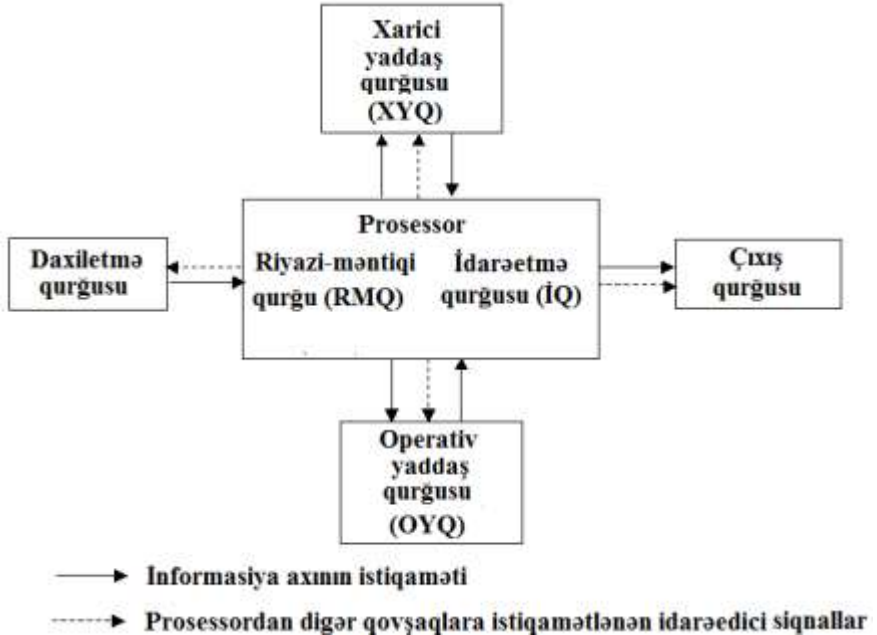 Xarici
yaddaş
qurğusu
(XYQ)
Prosessor
Riyazi-məntiqi
qurğu (RMQ)
İdarəetmə
qurğusu (İQ)
Daxiletmə
qurğusu
Çıxış
qurğusu
Operativ
yaddaş
qurğusu
(OYQ)
İnformasiya axının istiqaməti
Prosessordan digər qovşaqlara istiqamətlənən idarəedici siqnallar